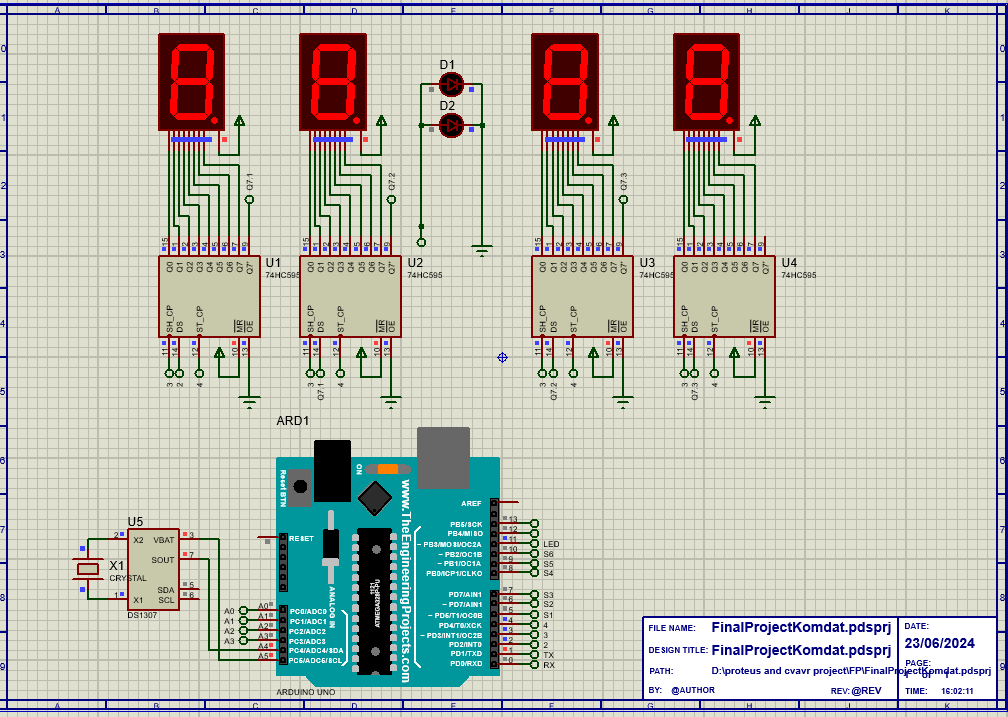 A B C D E F G H J K
0 0
1 1
2 2
3 3
4 4
5 5
6 6
7 7
8 8
9 9
D1
D2
Q7.1
Q7.2
Q7.3
15 1 2 3 4 5 6 7 9
15 1 2 3 4 5 6 7 9
15 1 2 3 4 5 6 7 9
15 1 2 3 4 5 6 7 9
Q0 Q1 Q2 Q3 Q4 Q5 Q6 Q7 Q7'
U1
74HC595
Q0 Q1 Q2 Q3 Q4 Q5 Q6 Q7 Q7'
U2
74HC595
Q0 Q1 Q2 Q3 Q4 Q5 Q6 Q7 Q7'
U3
74HC595
Q0 Q1 Q2 Q3 Q4 Q5 Q6 Q7 Q7'
U4
74HC595
SH_CP DS ST_CP MR OE
SH_CP DS ST_CP MR OE
SH_CP DS ST_CP MR OE
SH_CP DS ST_CP MR OE
11 14 12 10 13
11 14 12 10 13
11 14 12 10 13
11 14 12 10 13
3 2 4
3 Q7.1 4
3 Q7.2 4
3 Q7.3 4
ARD1
Reset BTN
ON
www.TheEngineeringProjects.com
ANALOG IN
ATMEGA328P-PU
RESET
AREF
PB5/SCK 13
PB4/MISO 12
~ PB3/MOSI/OC2A 11 LED
~ PB2/OC1B 10 S6
~ PB1/OC1A 9 S5
PB0/ICP1/CLKO 8 S4
PD7/AIN1 7 S3
~ PD7/AIN1 6 S2
~ PD6/T1/OC0B 5 S1
PD4/T0/XCK 4 4
~ PD3/INT1/OC2B 3 3
PD2/INT0 2 2
PD1/TXD 1 TX
PD0/RXD 0 RX
A0 A0 PC0/ADC0
A1 A1 PC1/ADC1
A2 A2 PC2/ADC2
A3 A3 PC3/ADC3
A4 PC4/ADC4/SDA
A5 PC5/ADC5/SCL
ARDUINO UNO
U5
2 X2 VBAT 3
SOUT 7
SDA 5
1 X1 SCL 6
DS1307
X1
CRYSTAL
FILE NAME: FinalProjectKomdat.pdsprj
DESIGN TITLE: FinalProjectKomdat.pdsprj
PATH: D:\proteus and cvavr project\FP\FinalProjectKomdat.pdsprj
BY: @AUTHOR REV: @REV
DATE:
23/06/2024
PAGE:
TIME: 16:02:11
A B C D E F G H J K